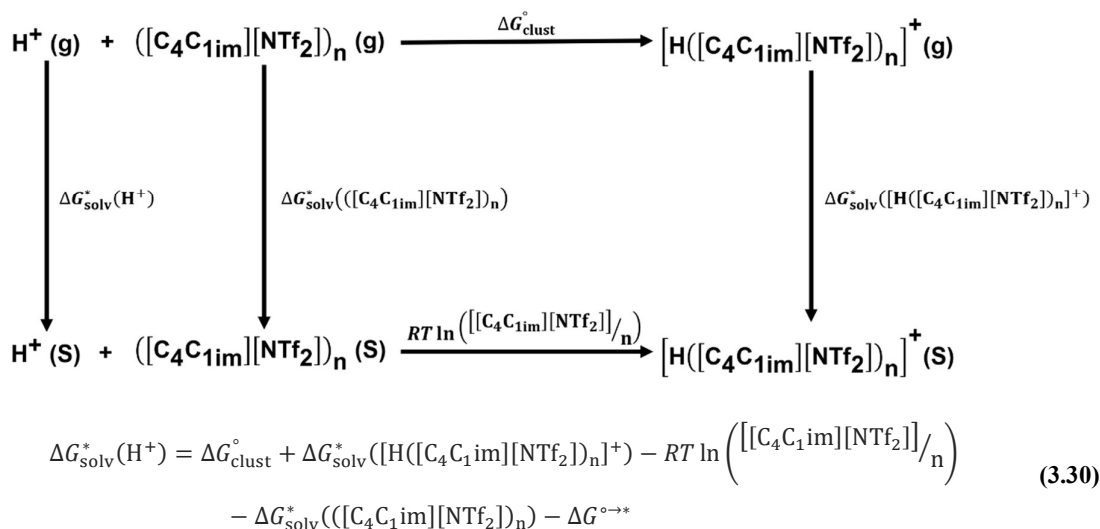 ΔG°clust
H⁺ (g) + ([C₄C₁im][NTf₂])ₙ (g) [H([C₄C₁im][NTf₂])ₙ]⁺(g)
ΔG*solv(H⁺) ΔG*solv(([C₄C₁im][NTf₂])ₙ) ΔG*solv([H([C₄C₁im][NTf₂])ₙ]⁺)
RT ln([[C₄C₁im][NTf₂]]/n)
H⁺ (S) + ([C₄C₁im][NTf₂])ₙ (S) [H([C₄C₁im][NTf₂])ₙ]⁺(S)
ΔG*solv(H⁺) = ΔG°clust + ΔG*solv([H([C₄C₁im][NTf₂])ₙ]⁺) − RT ln([[C₄C₁im][NTf₂]]/n)
(3.30)
− ΔG*solv(([C₄C₁im][NTf₂])ₙ) − ΔG°→*